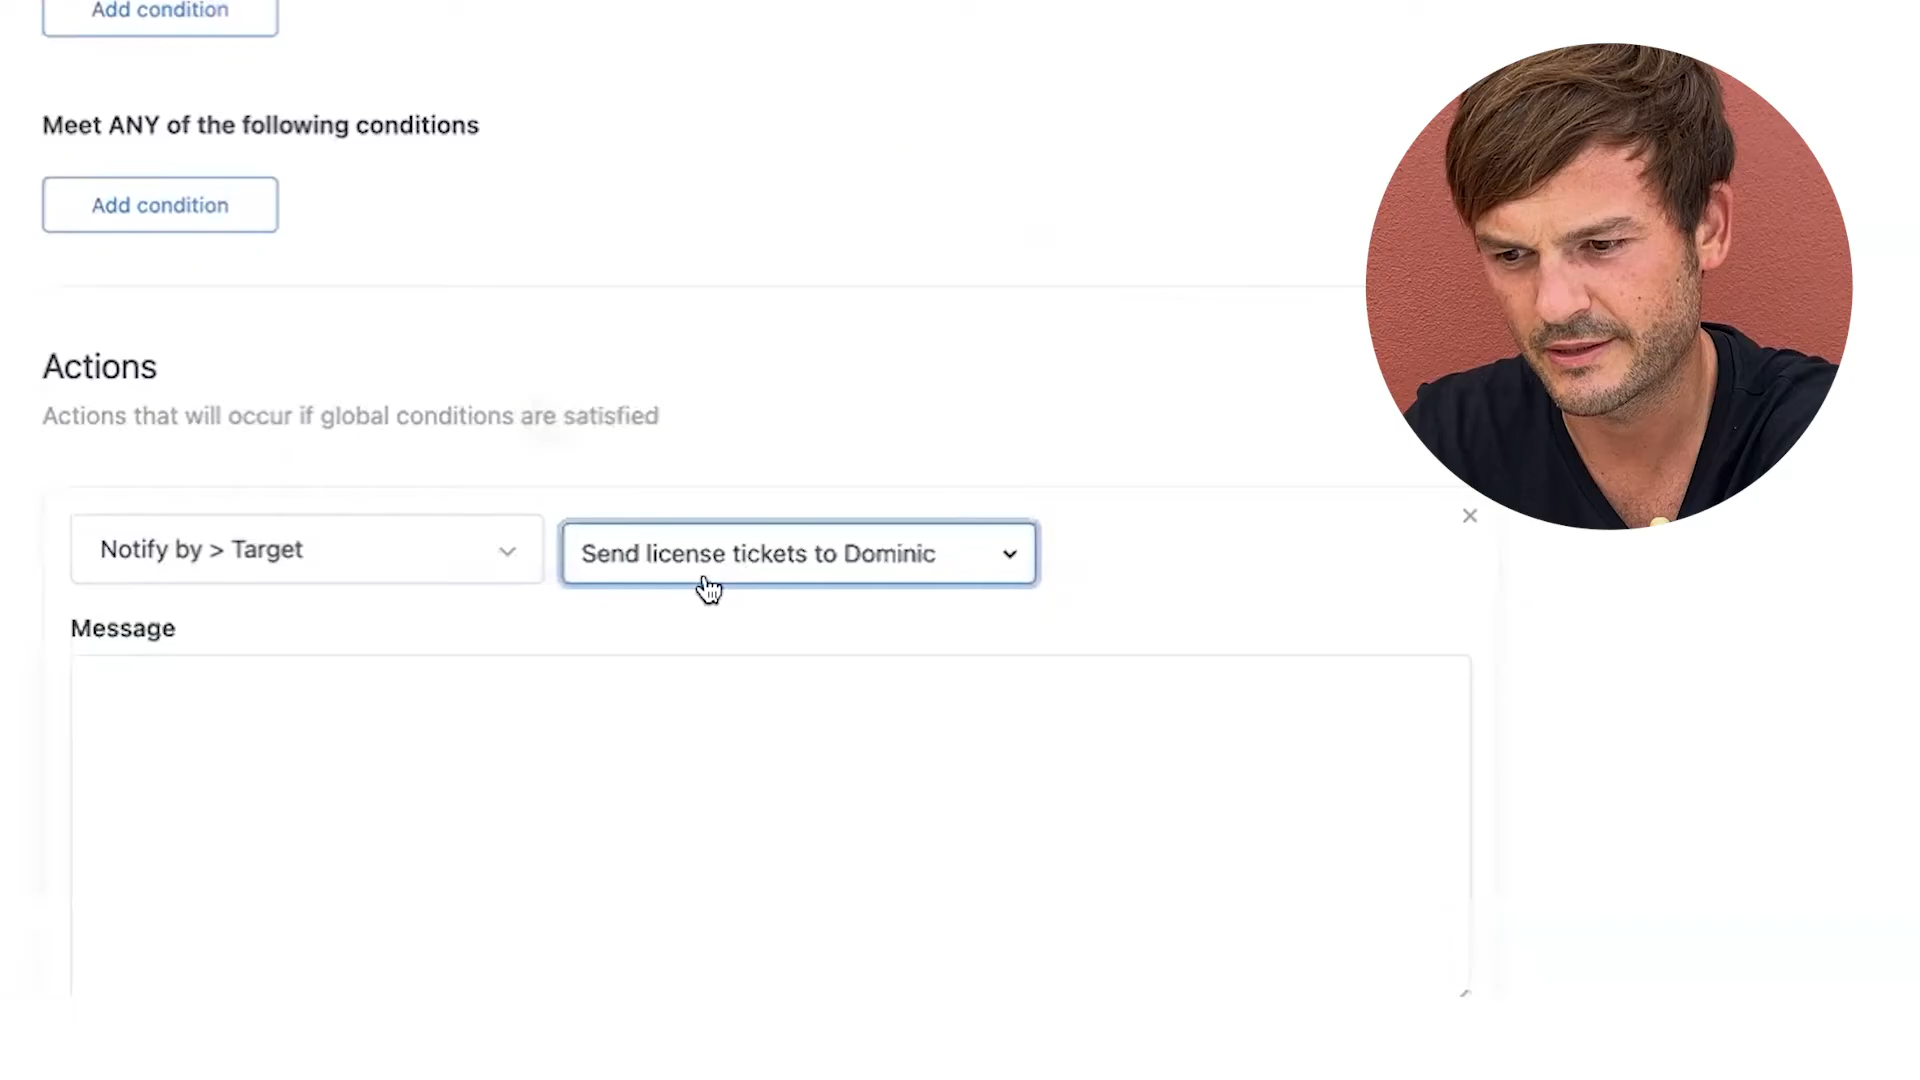 Add condition
Meet ANY of the following conditions
Add condition
Actions
Actions that will occur if global conditions are satisfied
Notify by > Target
Send license tickets to Dominic
Message